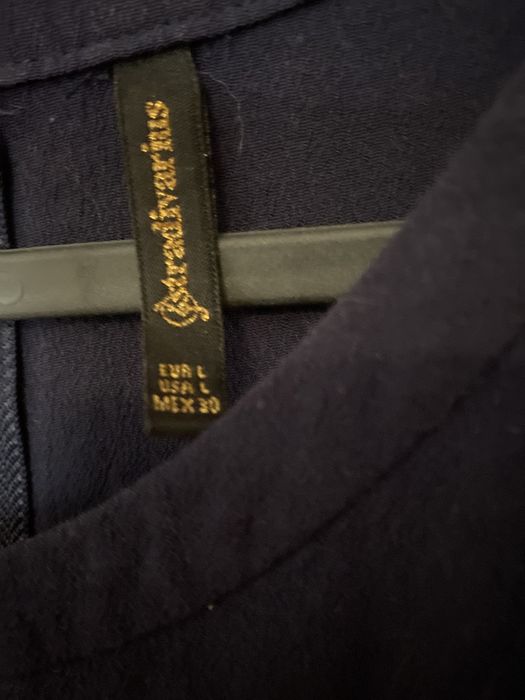 Stradivarius
EUR L
USA L
MEX 30